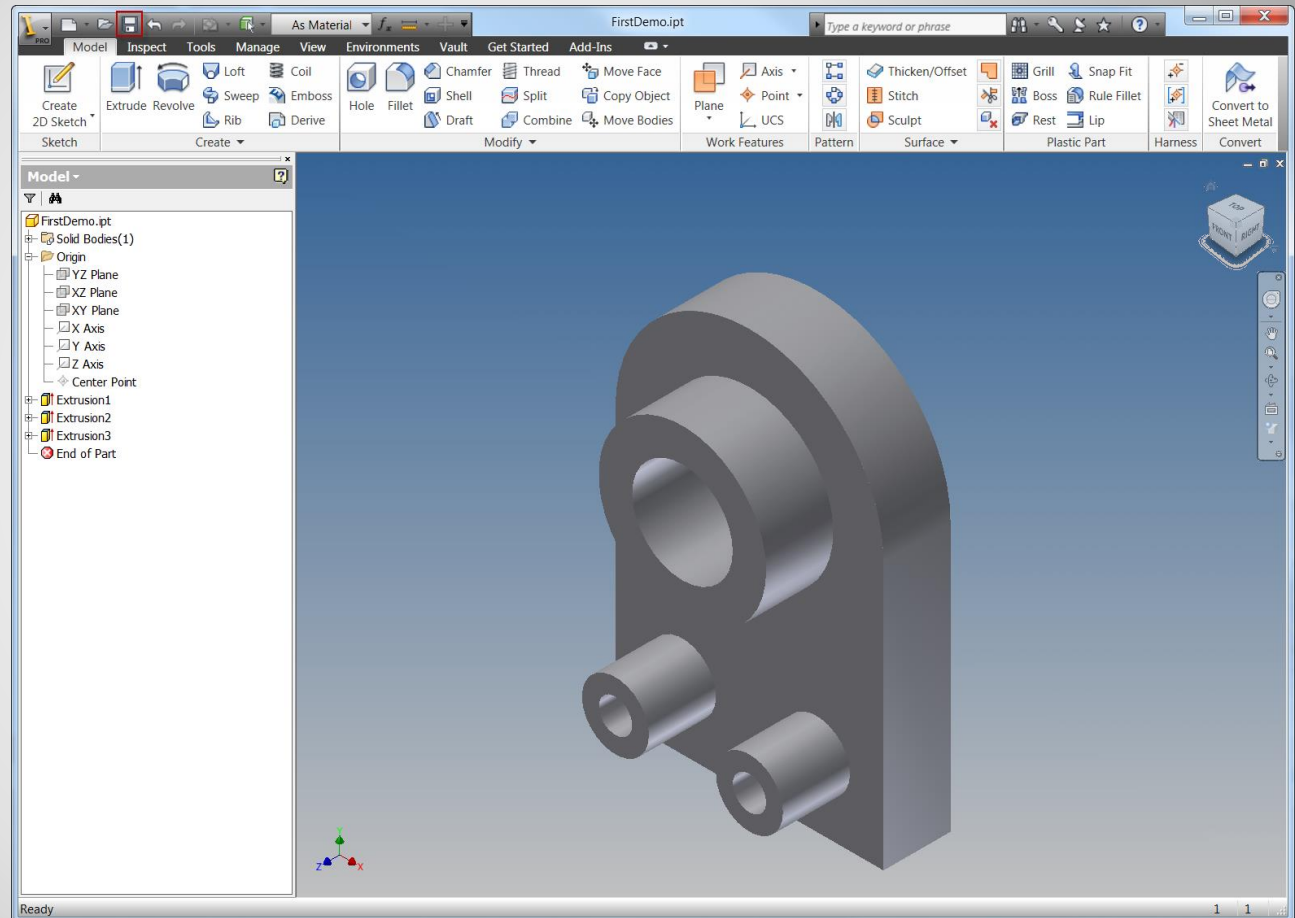 As Material
FirstDemo.ipt
Type a keyword or phrase
?
PRO
Model Inspect Tools Manage View Environments Vault Get Started Add-Ins
Create 2D Sketch
Extrude Revolve
Loft
Sweep
Rib
Coil
Emboss
Derive
Hole Fillet
Chamfer
Shell
Draft
Thread
Split
Combine
Move Face
Copy Object
Move Bodies
Plane
Axis
Point
UCS
Thicken/Offset
Stitch
Sculpt
Grill
Boss
Rest
Snap Fit
Rule Fillet
Lip
Convert to
Sheet Metal
Sketch Create Modify Work Features Pattern Surface Plastic Part Harness Convert
Model
FirstDemo.ipt
Solid Bodies(1)
Origin
YZ Plane
XZ Plane
XY Plane
X Axis
Y Axis
Z Axis
Center Point
Extrusion1
Extrusion2
Extrusion3
End of Part
TOP
FRONT RIGHT
Y
Z X
Ready 1 1